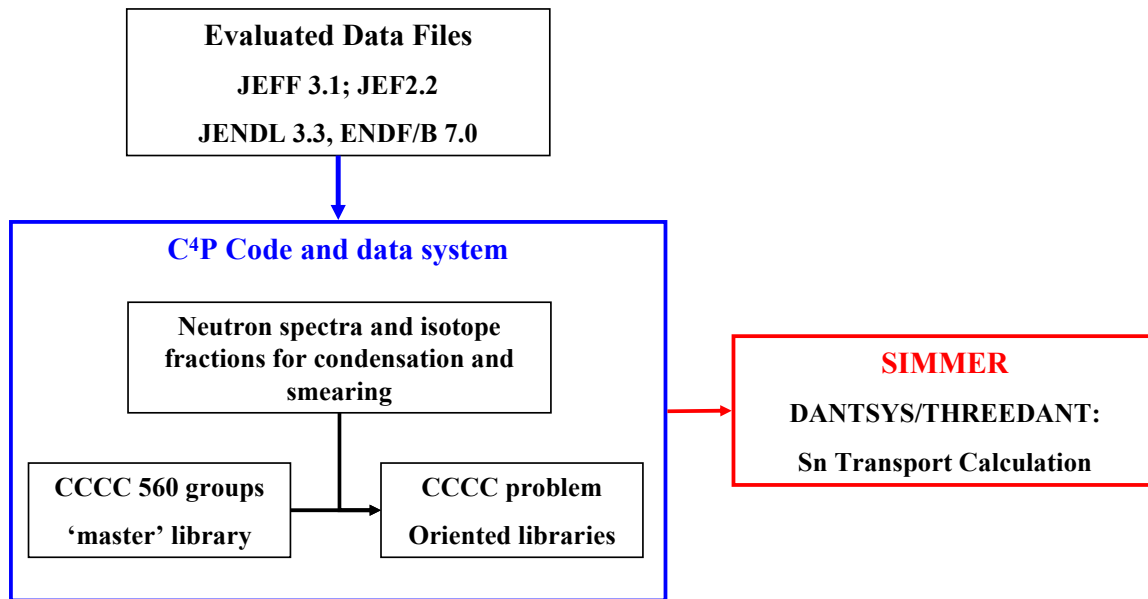 Evaluated Data Files
JEFF 3.1; JEF2.2
JENDL 3.3, ENDF/B 7.0
C⁴P Code and data system
Neutron spectra and isotope
fractions for condensation and
smearing
CCCC 560 groups
‘master’ library
CCCC problem
Oriented libraries
SIMMER
DANTSYS/THREEDANT:
Sn Transport Calculation